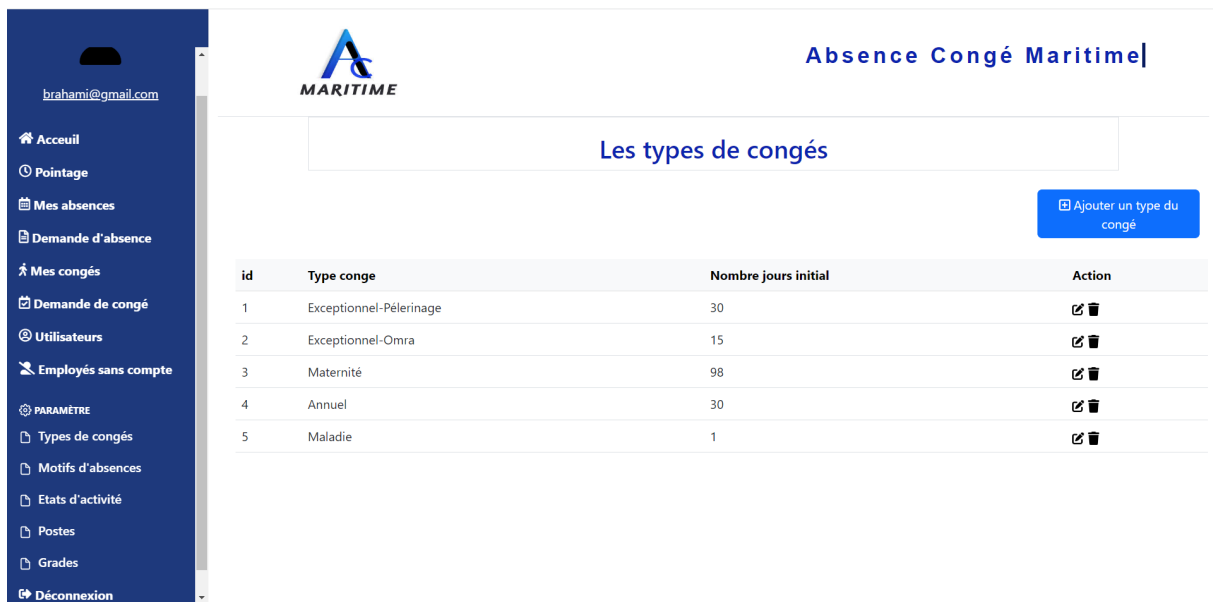 brahami@gmail.com
Acceuil
Pointage
Mes absences
Demande d'absence
Mes congés
Demande de congé
Utilisateurs
Employés sans compte
PARAMÈTRE
Types de congés
Motifs d'absences
Etats d'activité
Postes
Grades
Déconnexion
AC
MARITIME
Absence Congé Maritime
Les types de congés
Ajouter un type du
congé
id Type conge Nombre jours initial Action
1 Exceptionnel-Pélerinage 30
2 Exceptionnel-Omra 15
3 Maternité 98
4 Annuel 30
5 Maladie 1